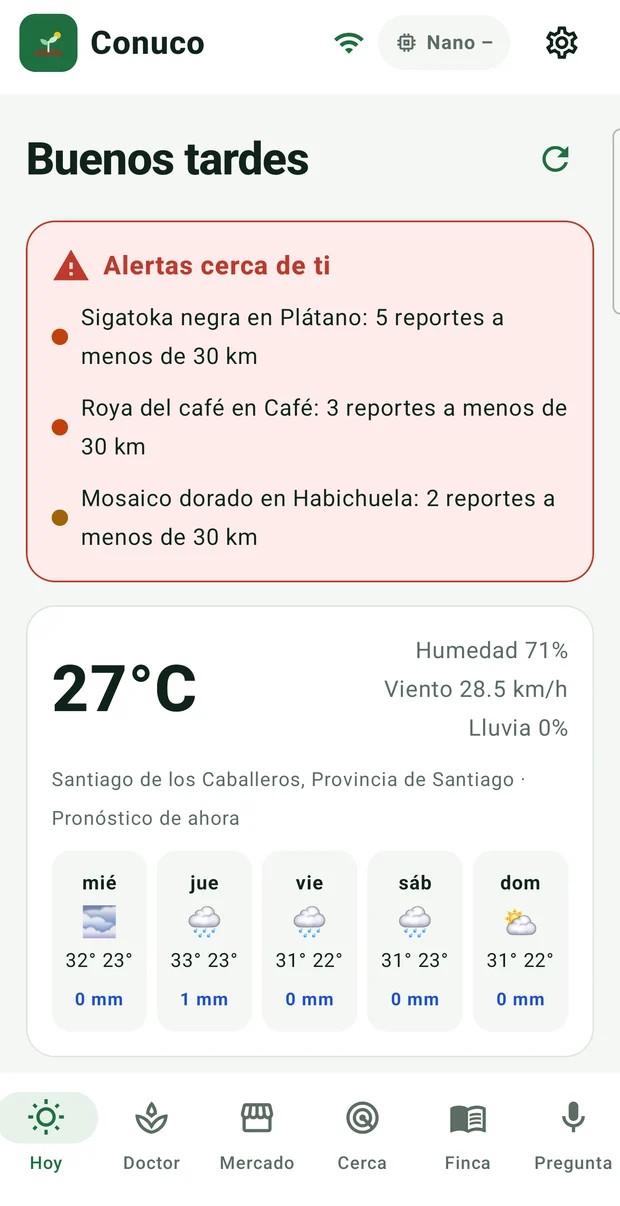 Conuco
Nano –
Buenos tardes
Alertas cerca de ti
Sigatoka negra en Plátano: 5 reportes a
menos de 30 km
Roya del café en Café: 3 reportes a menos de
30 km
Mosaico dorado en Habichuela: 2 reportes a
menos de 30 km
27°C
Humedad 71%
Viento 28.5 km/h
Lluvia 0%
Santiago de los Caballeros, Provincia de Santiago ·
Pronóstico de ahora
mié jue vie sáb dom
32° 23° 33° 23° 31° 22° 31° 23° 31° 22°
0 mm 1 mm 0 mm 0 mm 0 mm
Hoy Doctor Mercado Cerca Finca Pregunta